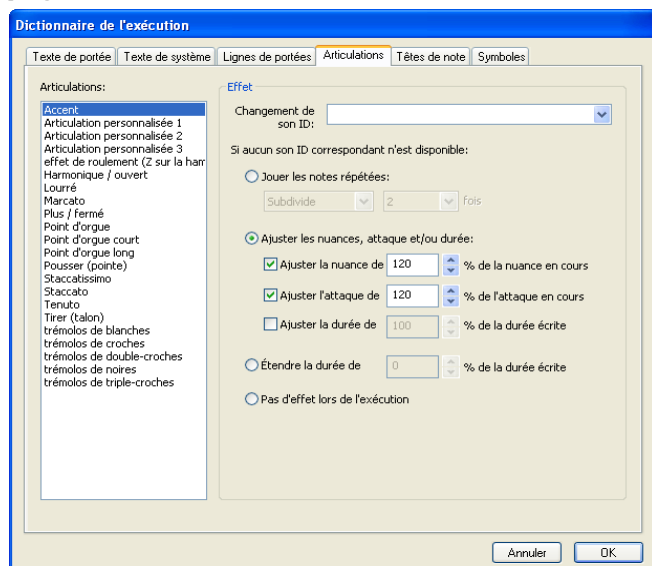 Dictionnaire de l'exécution
Texte de portée Texte de système Lignes de portées Articulations Têtes de note Symboles
Articulations:
Accent
Articulation personnalisée 1
Articulation personnalisée 2
Articulation personnalisée 3
effet de roulement (Z sur la ham
Harmonique / ouvert
Lourré
Marcato
Plus / fermé
Point d'orgue
Point d'orgue court
Point d'orgue long
Pousser (pointe)
Staccatissimo
Staccato
Tenuto
Tirer (talon)
trémolos de blanches
trémolos de croches
trémolos de double-croches
trémolos de noires
trémolos de triple-croches
Effet
Changement de
son ID:
Si aucun son ID correspondant n'est disponible:
Jouer les notes répétées:
Subdivide 2 fois
Ajuster les nuances, attaque et/ou durée:
Ajuster la nuance de 120 % de la nuance en cours
Ajuster l'attaque de 120 % de l'attaque en cours
Ajuster la durée de 100 % de la durée écrite
Étendre la durée de 0 % de la durée écrite
Pas d'effet lors de l'exécution
Annuler OK